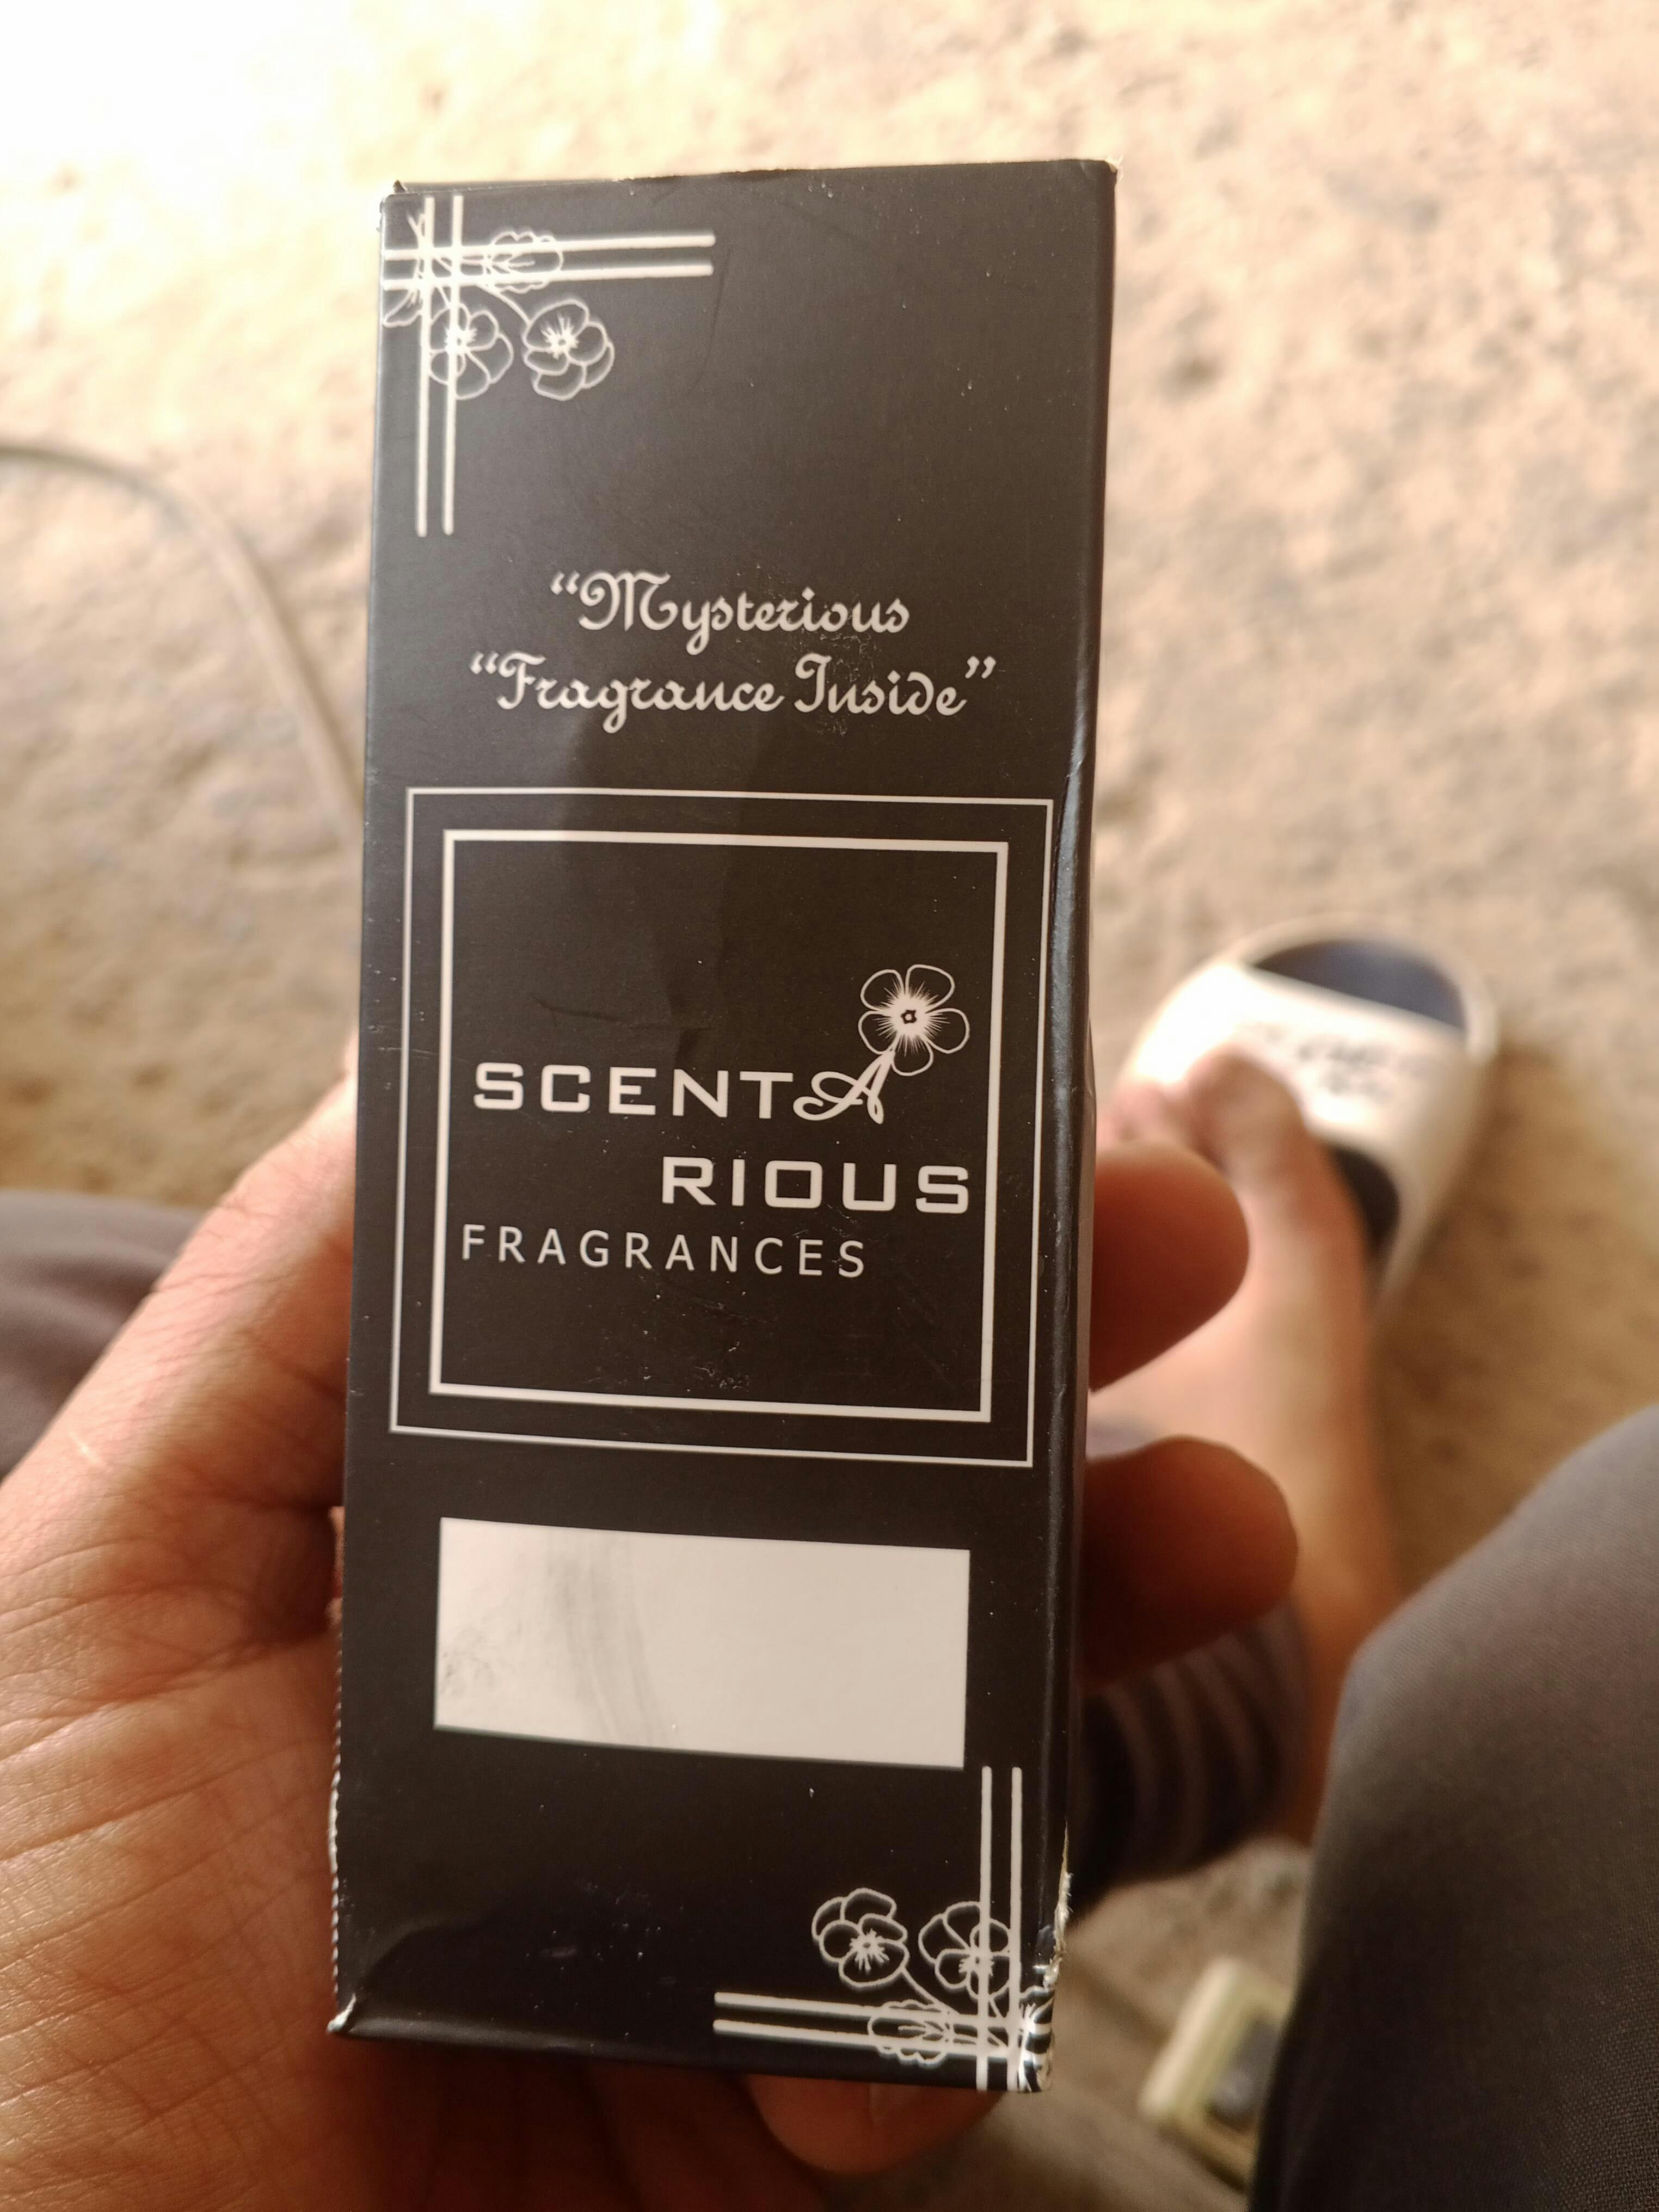 “Mysterious
“Fragrance Inside”
SCENTA
RIOUS
FRAGRANCES